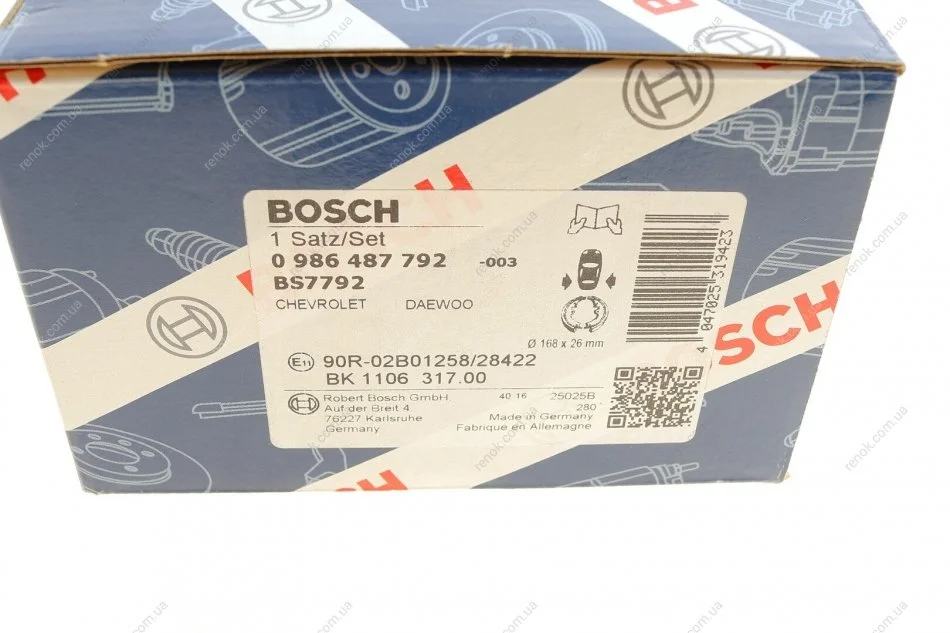 BOSCH
1 Satz/Set
0 986 487 792 -003
BS7792
CHEVROLET DAEWOO
Ø 168 x 26 mm
4 047025 319423
E11 90R-02B01258/28422
BK 1106 317.00
Robert Bosch GmbH
Auf der Breit 4
76227 Karlsruhe
Germany
40 16 25025B
280
Made in Germany
Fabrique en Allemagne
BOSCH
renok.com.ua